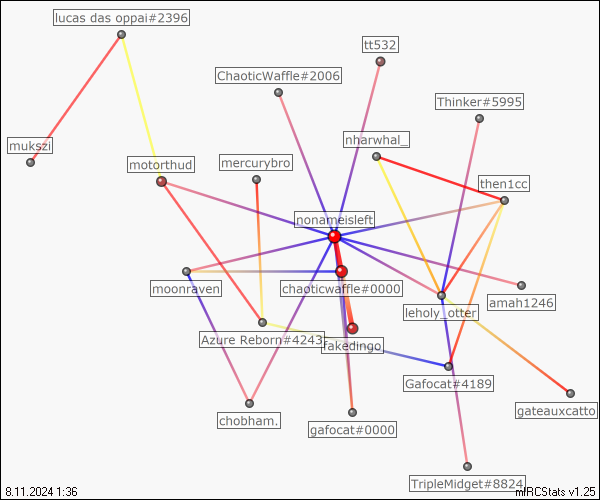 lucas das oppai#2396
tt532
ChaoticWaffle#2006
Thinker#5995
nharwhal_
mukszi
motorthud
mercurybro
then1cc
nonameisleft
moonraven
chaoticwaffle#0000
amah1246
leholy_otter
Azure Reborn#4243
fakedingo
Gafocat#4189
gateauxcatto
chobham.
gafocat#0000
TripleMidget#8824
8.11.2024 1:36
mIRCStats v1.25